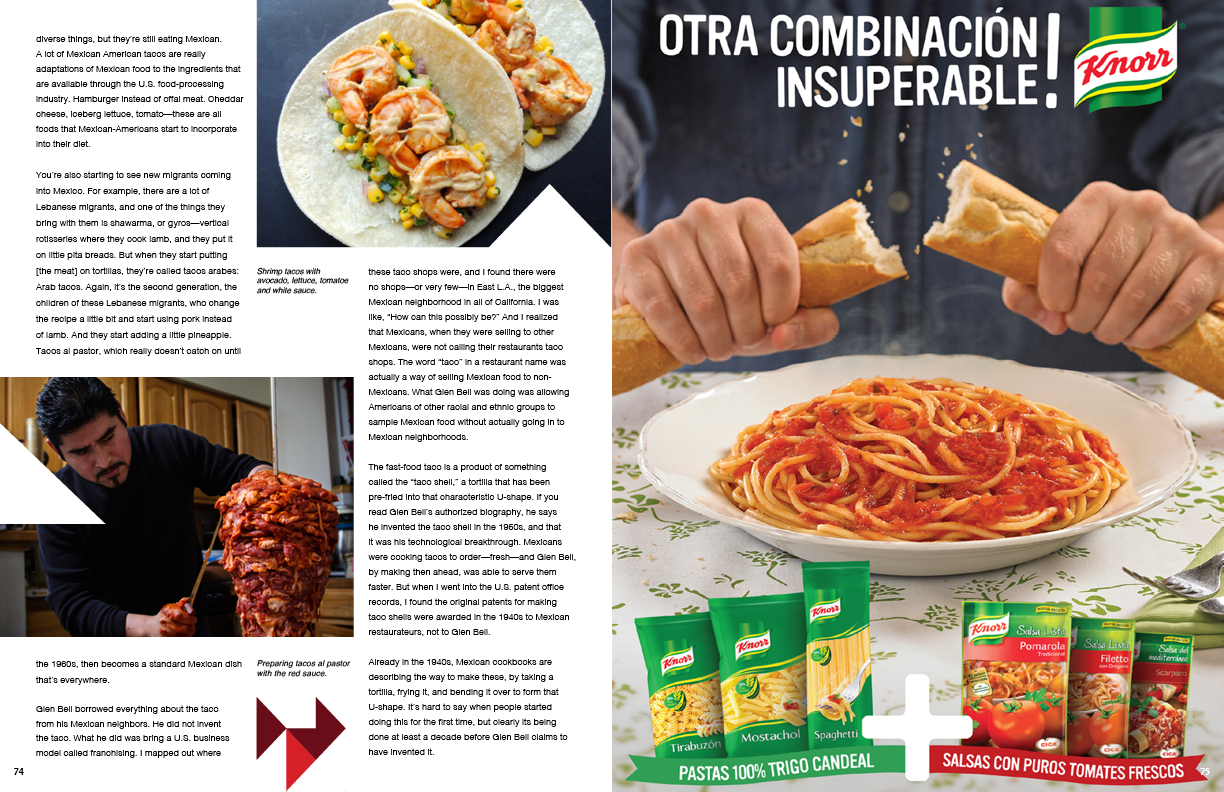 diverse things, but they're still eating Mexican.
A lot of Mexican American tacos are really
adaptations of Mexican food to the ingredients that
are available through the U.S. food-processing
industry. Hamburger instead of offal meat. Cheddar
cheese, iceberg lettuce, tomato—these are all
foods that Mexican-Americans start to incorporate
into their diet.
You're also starting to see new migrants coming
into Mexico. For example, there are a lot of
Lebanese migrants, and one of the things they
bring with them is shawarma, or gyros—vertical
rotisseries where they cook lamb, and they put it
on little pita breads. But when they start putting
[the meat] on tortillas, they're called tacos arabes:
Arab tacos. Again, it's the second generation, the
children of these Lebanese migrants, who change
the recipe a little bit and start using pork instead
of lamb. And they start adding a little pineapple.
Tacos al pastor, which really doesn't catch on until
the 1960s, then becomes a standard Mexican dish
that's everywhere.
Glen Bell borrowed everything about the taco
from his Mexican neighbors. He did not invent
the taco. What he did was bring a U.S. business
model called franchising. I mapped out where
74
Shrimp tacos with
avocado, lettuce, tomatoe
and white sauce.
Preparing tacos al pastor
with the red sauce.
these taco shops were, and I found there were
no shops—or very few—in East L.A., the biggest
Mexican neighborhood in all of California. I was
like, "How can this possibly be?" And I realized
that Mexicans, when they were selling to other
Mexicans, were not calling their restaurants taco
shops. The word "taco" in a restaurant name was
actually a way of selling Mexican food to non-
Mexicans. What Glen Bell was doing was allowing
Americans of other racial and ethnic groups to
sample Mexican food without actually going in to
Mexican neighborhoods.
The fast-food taco is a product of something
called the "taco shell," a tortilla that has been
pre-fried into that characteristic U-shape. If you
read Glen Bell's authorized biography, he says
he invented the taco shell in the 1950s, and that
it was his technological breakthrough. Mexicans
were cooking tacos to order—fresh—and Glen Bell,
by making then ahead, was able to serve them
faster. But when I went into the U.S. patent office
records, I found the original patents for making
taco shells were awarded in the 1940s to Mexican
restaurateurs, not to Glen Bell.
Already in the 1940s, Mexican cookbooks are
describing the way to make these, by taking a
tortilla, frying it, and bending it over to form that
U-shape. It's hard to say when people started
doing this for the first time, but clearly its being
done at least a decade before Glen Bell claims to
have invented it.
OTRA COMBINACIÓN
INSUPERABLE!
Knorr
®
Knorr
Tirabuzón
Knorr
Mostachol
Knorr
Spaghetti
Knorr
Salsa Lista
Pomarola
Tradicional
CICA
Salsa Lista
Filetto
con Orégano
CICA
Salsa del
mediterráneo
Scarparo
CICA
PASTAS 100% TRIGO CANDEAL
SALSAS CON PUROS TOMATES FRESCOS
75